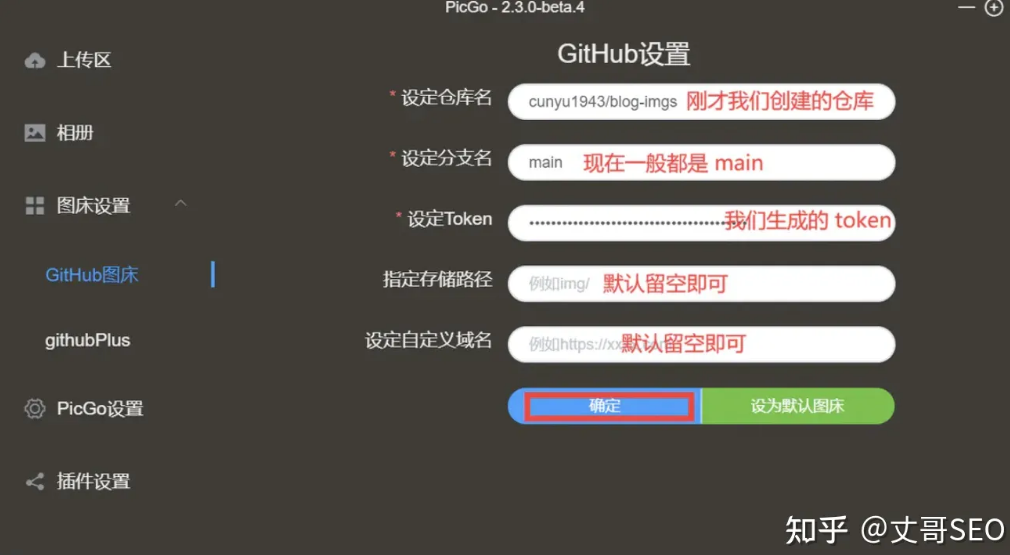 PicGo - 2.3.0-beta.4
上传区
相册
图床设置
GitHub图床
githubPlus
PicGo设置
插件设置
GitHub设置
* 设定仓库名 cunyu1943/blog-imgs 刚才我们创建的仓库
* 设定分支名 main 现在一般都是 main
* 设定Token 我们生成的 token
指定存储路径 例如img/ 默认留空即可
设定自定义域名 例如https://xx 默认留空即可
确定 设为默认图床
知乎 @丈哥SEO